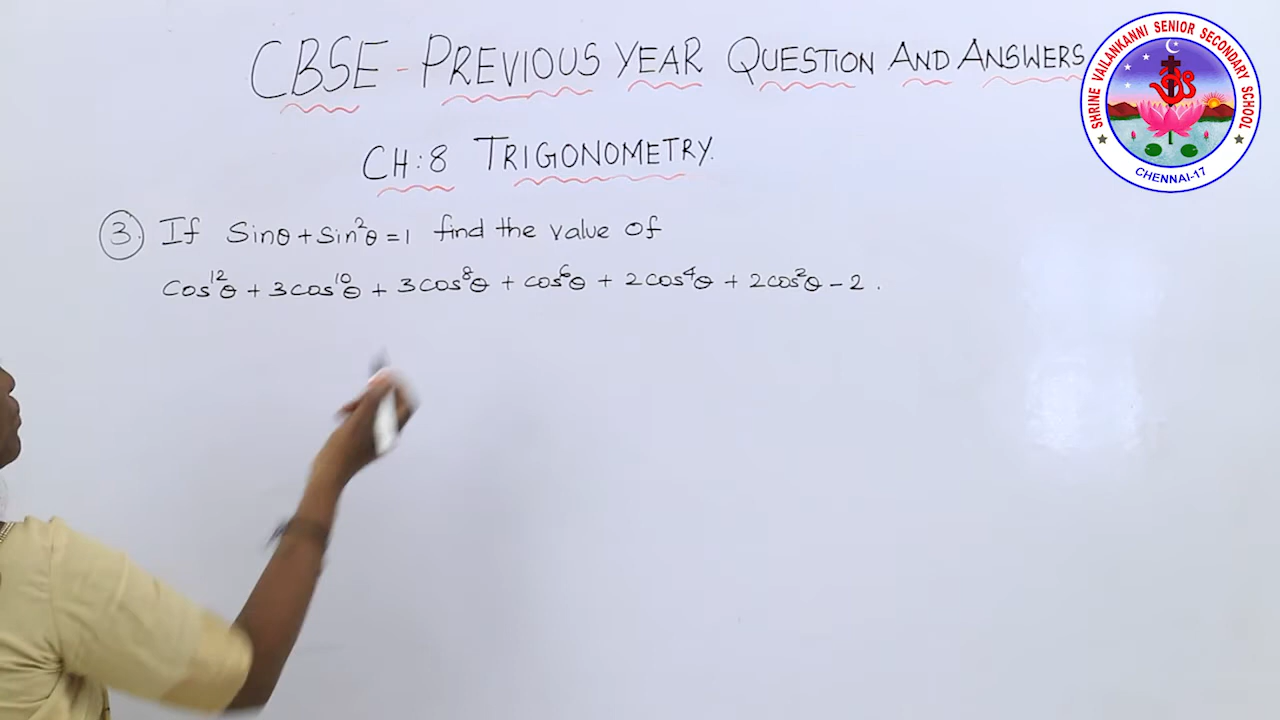 CBSE - PREVIOUS YEAR QUESTION AND ANSWERS
SHRINE VAILANKANNI SENIOR SECONDARY SCHOOL
CHENNAI-17
CH:8 TRIGONOMETRY.
3. If Sinθ + Sin²θ = 1 find the value of
Cos¹²θ + 3cos¹⁰θ + 3cos⁸θ + cos⁶θ + 2cos⁴θ + 2cos²θ - 2.